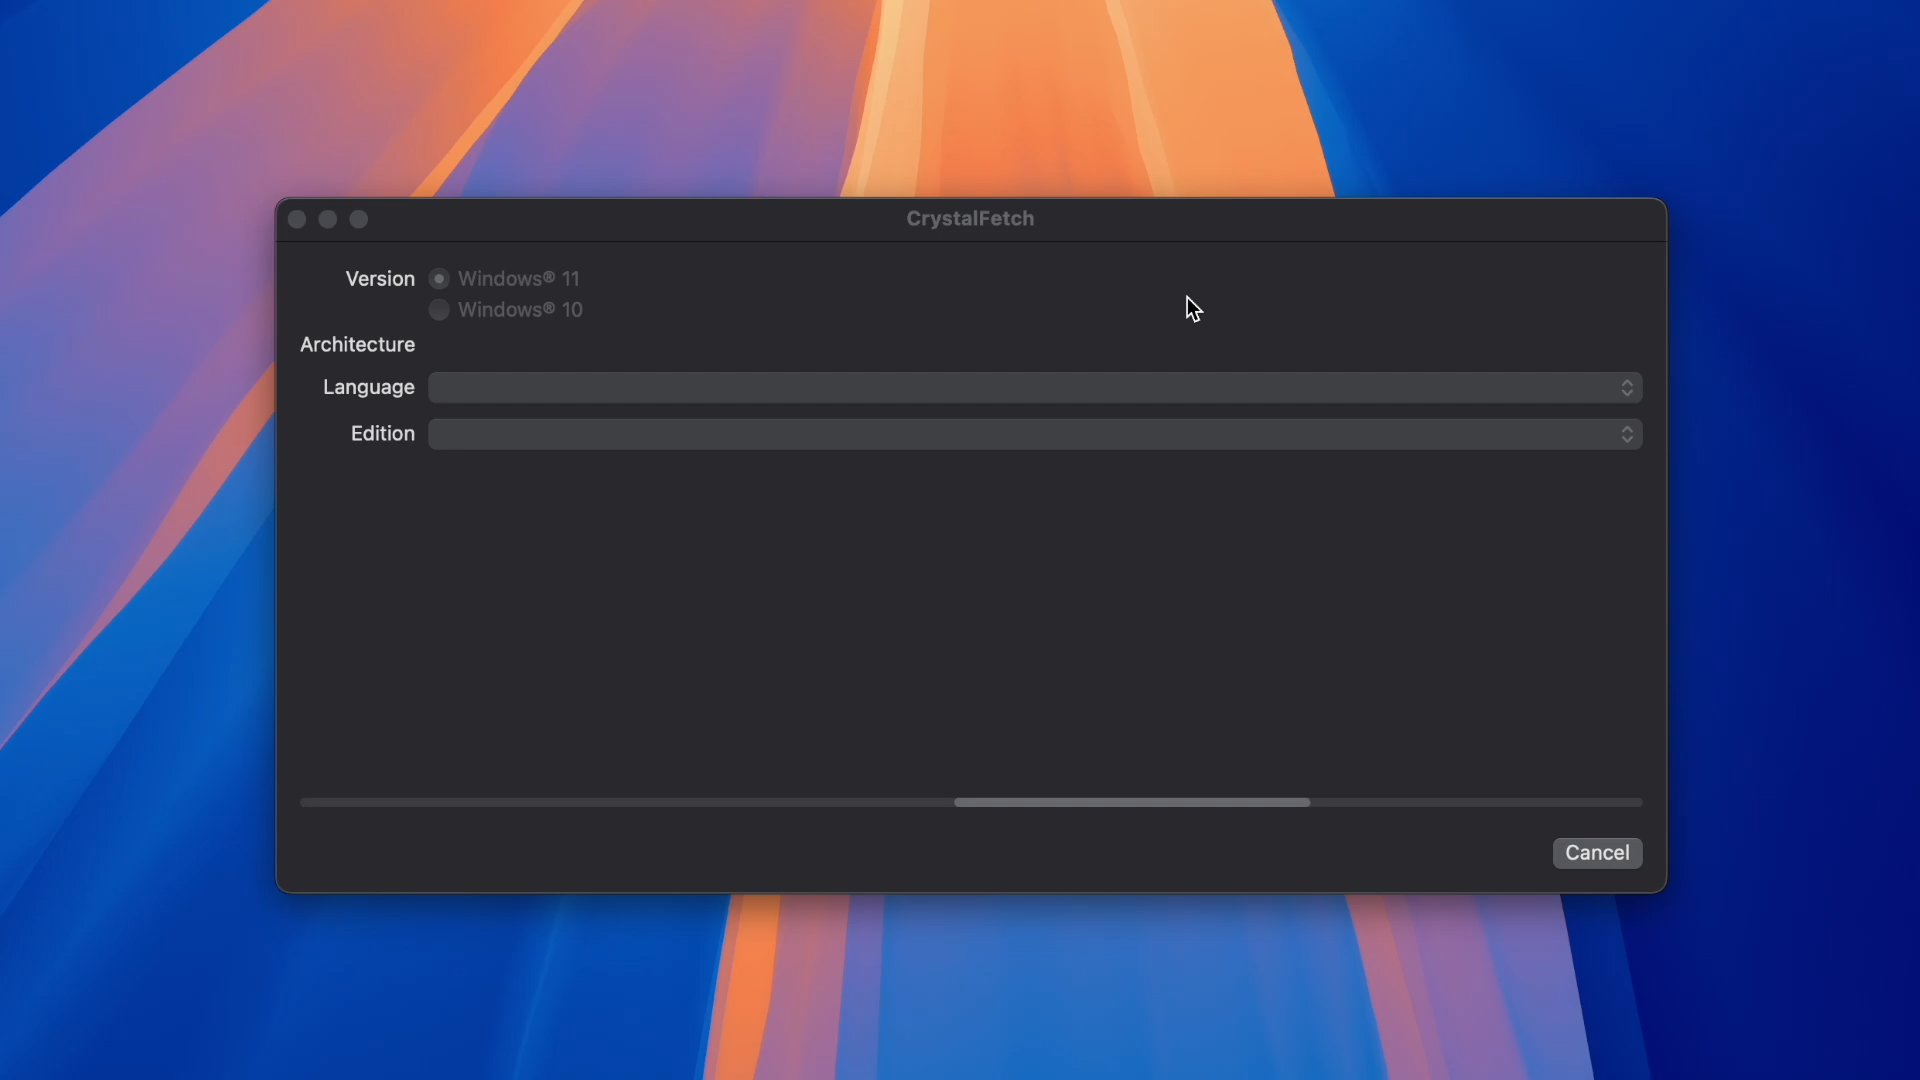 CrystalFetch
Version Windows® 11
Windows® 10
Architecture
Language
Edition
Cancel